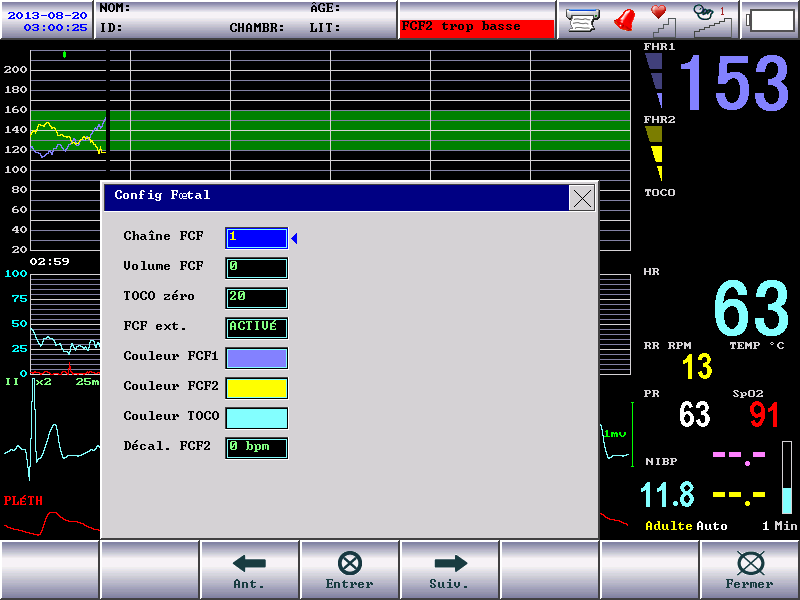 2013-08-20
03:00:25
NOM:
ÂGE:
ID:
CHAMBR:
LIT:
FCF2 trop basse
1
FHR1
153
200
180
160
140
120
100
80
60
40
20
FHR2
TOCO
02:59
100
75
50
25
0
Config Fœtal
Chaîne FCF 1
Volume FCF 0
TOCO zéro 20
FCF ext. ACTIVÉ
Couleur FCF1
Couleur FCF2
Couleur TOCO
Décal. FCF2 0 bpm
HR
63
RR RPM
TEMP °C
13
PR
SpO2
63
91
II x2 25m
1mv
NIBP
--.-
11.8
--.-
PLÉTH
Adulte Auto 1 Min
Ant.
Entrer
Suiv.
Fermer